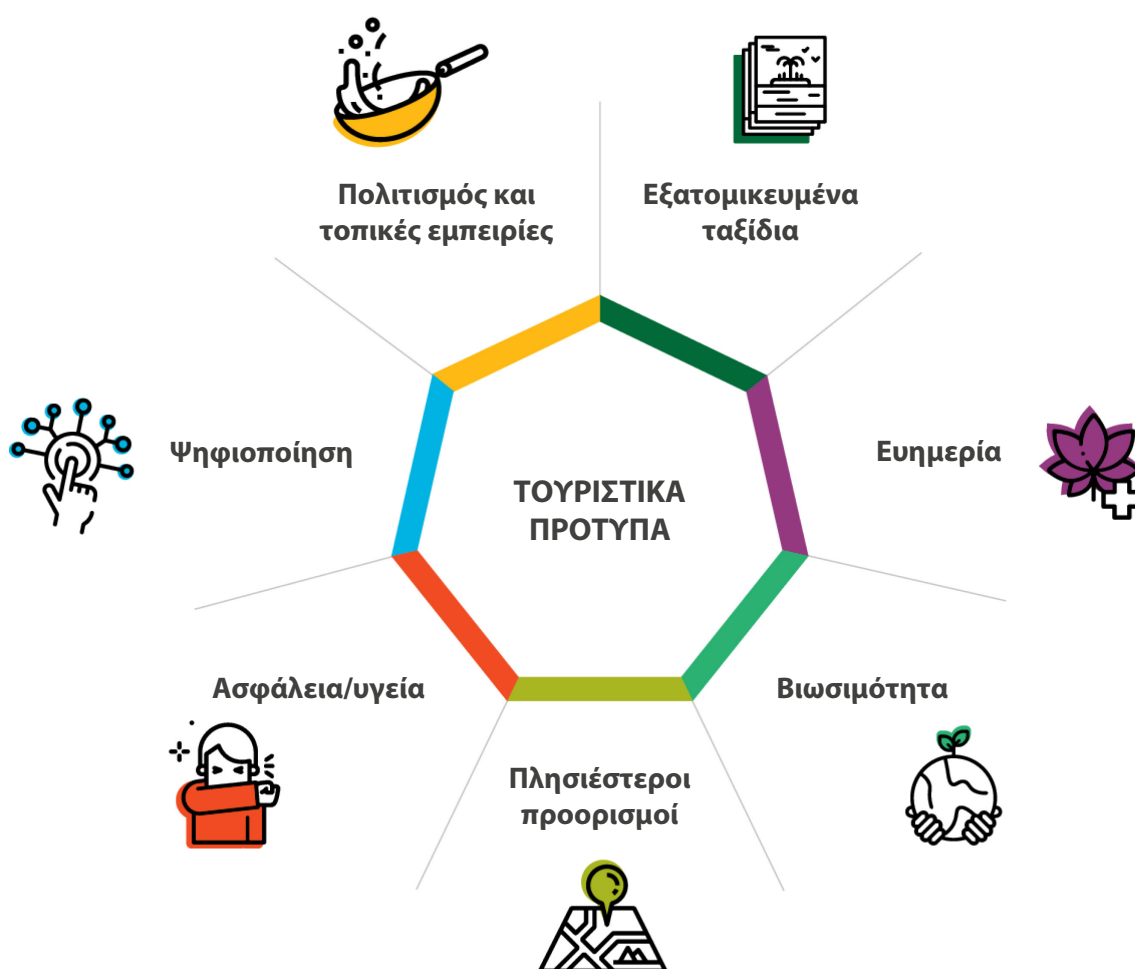 Πολιτισμός και
τοπικές εμπειρίες
Εξατομικευμένα
ταξίδια
Ψηφιοποίηση
Ευημερία
ΤΟΥΡΙΣΤΙΚΑ
ΠΡΟΤΥΠΑ
Ασφάλεια/υγεία
Βιωσιμότητα
Πλησιέστεροι
προορισμοί